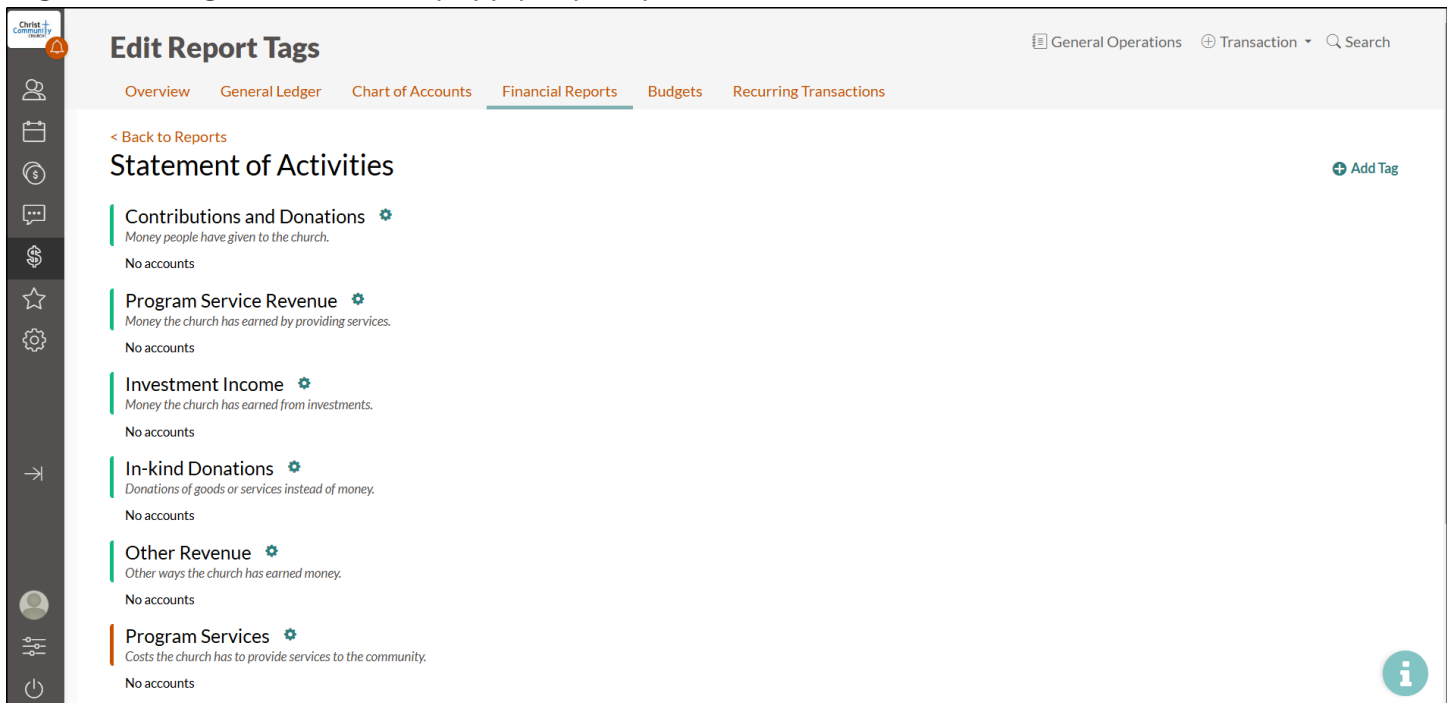 Christ
Community
CHURCH
Edit Report Tags
General Operations Transaction Search
Overview General Ledger Chart of Accounts Financial Reports Budgets Recurring Transactions
< Back to Reports
Statement of Activities
Add Tag
Contributions and Donations
Money people have given to the church.
No accounts
Program Service Revenue
Money the church has earned by providing services.
No accounts
Investment Income
Money the church has earned from investments.
No accounts
In-kind Donations
Donations of goods or services instead of money.
No accounts
Other Revenue
Other ways the church has earned money.
No accounts
Program Services
Costs the church has to provide services to the community.
No accounts